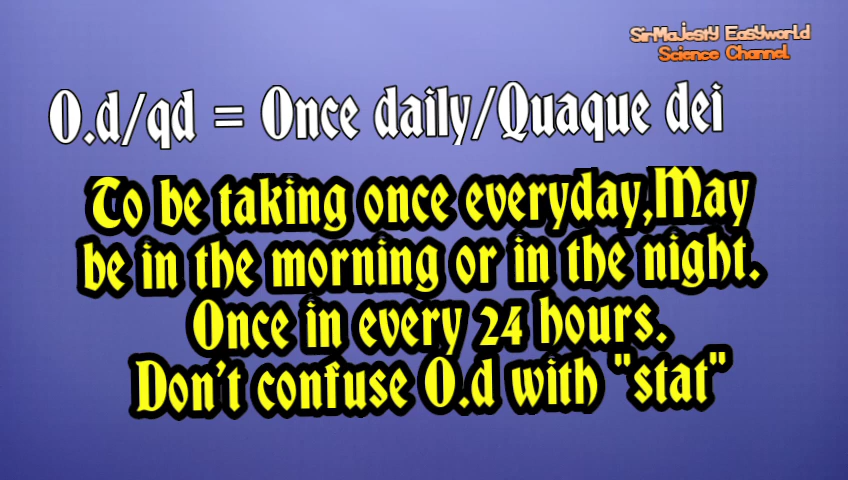 SirMajesty Easyworld
Science Channel
O.d/qd = Once daily/Quaque dei
To be taking once everyday,May
be in the morning or in the night.
Once in every 24 hours.
Don't confuse O.d with "stat"